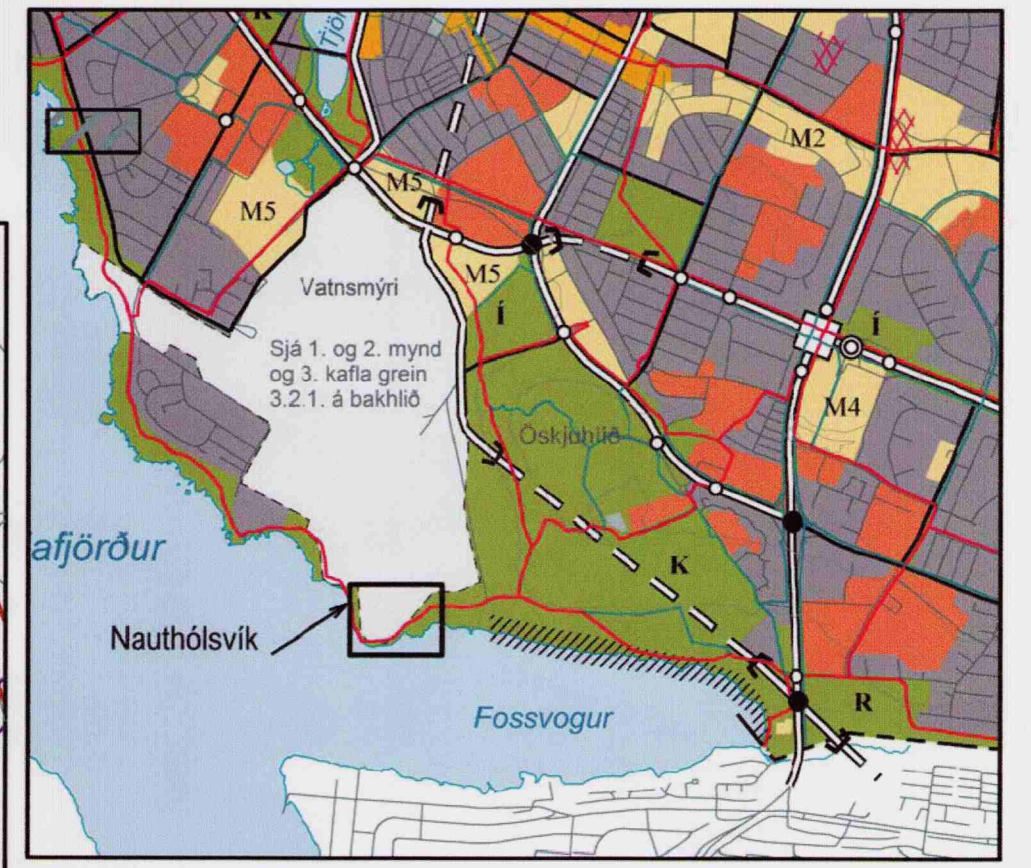 K
Tjör
M2
M5
M5
M5
Vatnsmýri
Í
Í
Sjá 1. og 2. mynd
og 3. kafla grein
3.2.1. á bakhlið
M4
Öskjuhlíð
afjörður
K
Nauthólsvík
R
Fossvogur